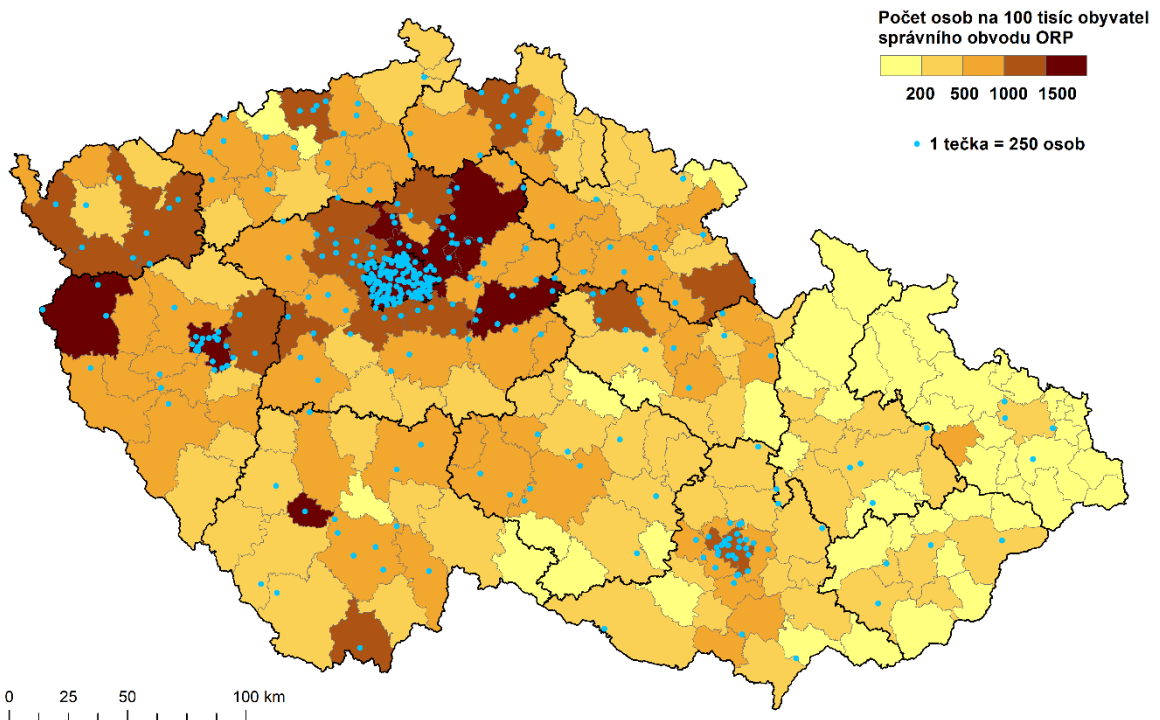 Počet osob na 100 tisíc obyvatel
správního obvodu ORP
200 500 1000 1500
1 tečka = 250 osob
0 25 50 100 km